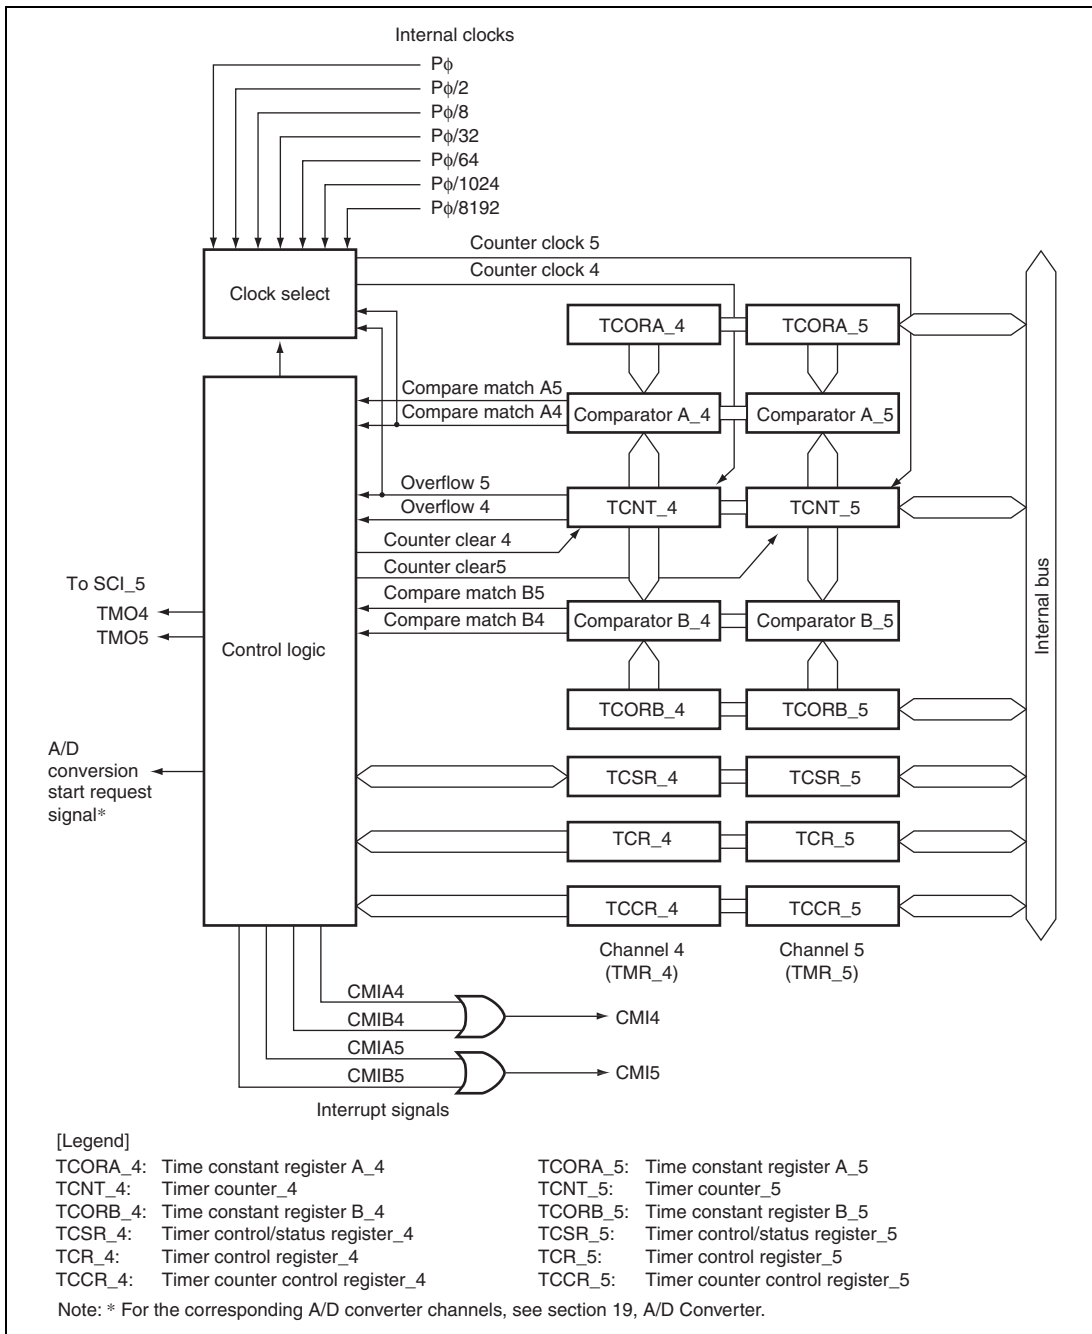 Internal clocks
Pϕ
Pϕ/2
Pϕ/8
Pϕ/32
Pϕ/64
Pϕ/1024
Pϕ/8192
Counter clock 5
Counter clock 4
Clock select
TCORA_4
TCORA_5
Compare match A5
Compare match A4
Comparator A_4
Comparator A_5
Overflow 5
Overflow 4
TCNT_4
TCNT_5
Counter clear 4
Counter clear5
To SCI_5
TMO4
TMO5
Compare match B5
Compare match B4
Comparator B_4
Comparator B_5
Control logic
Internal bus
TCORB_4
TCORB_5
A/D
conversion
start request
signal*
TCSR_4
TCSR_5
TCR_4
TCR_5
TCCR_4
TCCR_5
Channel 4
(TMR_4)
Channel 5
(TMR_5)
CMIA4
CMIB4
CMI4
CMIA5
CMIB5
CMI5
Interrupt signals
[Legend]
TCORA_4: Time constant register A_4
TCORA_5: Time constant register A_5
TCNT_4: Timer counter_4
TCNT_5: Timer counter_5
TCORB_4: Time constant register B_4
TCORB_5: Time constant register B_5
TCSR_4: Timer control/status register_4
TCSR_5: Timer control/status register_5
TCR_4: Timer control register_4
TCR_5: Timer control register_5
TCCR_4: Timer counter control register_4
TCCR_5: Timer counter control register_5
Note: * For the corresponding A/D converter channels, see section 19, A/D Converter.